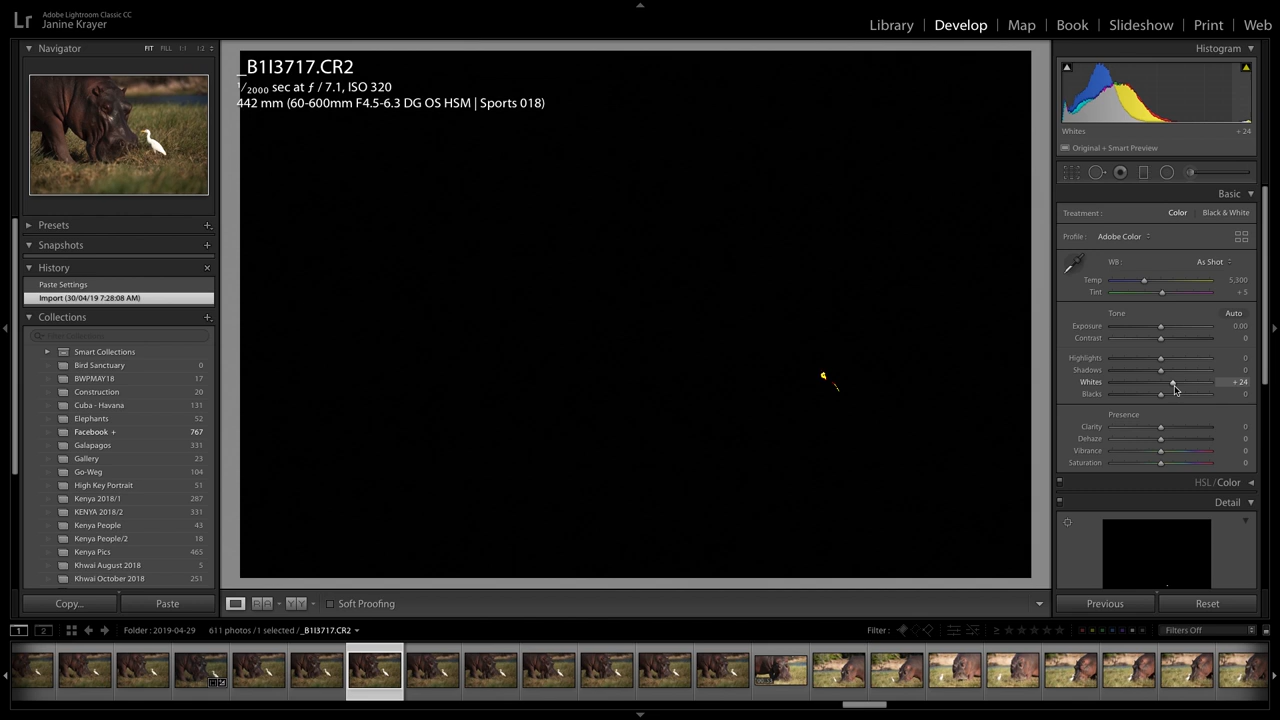 Lr Adobe Lightroom Classic CC
Janine Krayer
Library | Develop | Map | Book | Slideshow | Print | Web
Navigator FIT FILL 1:1 1:2
Presets
Snapshots
History
Paste Settings
Import (30/04/19 7:28:08 AM)
Collections
Smart Collections
Bird Sanctuary 0
BWPMAY18 17
Construction 20
Cuba - Havana 131
Elephants 52
Facebook + 767
Galapagos 331
Gallery 23
Go-Weg 104
High Key Portrait 51
Kenya 2018/1 287
KENYA 2018/2 331
Kenya People 43
Kenya People/2 18
Kenya Pics 465
Khwai August 2018 5
Khwai October 2018 251
Copy... Paste
_B1I3717.CR2
1/2000 sec at ƒ / 7.1, ISO 320
442 mm (60-600mm F4.5-6.3 DG OS HSM | Sports 018)
Soft Proofing
Histogram
Whites + 24
Original + Smart Preview
Basic
Treatment : Color Black & White
Profile : Adobe Color
WB : As Shot
Temp 5,300
Tint + 5
Tone Auto
Exposure 0.00
Contrast 0
Highlights 0
Shadows 0
Whites + 24
Blacks 0
Presence
Clarity 0
Dehaze 0
Vibrance 0
Saturation 0
HSL / Color
Detail
Previous Reset
1 2 Folder : 2019-04-29 611 photos / 1 selected / _B1I3717.CR2 Filter : Filters Off